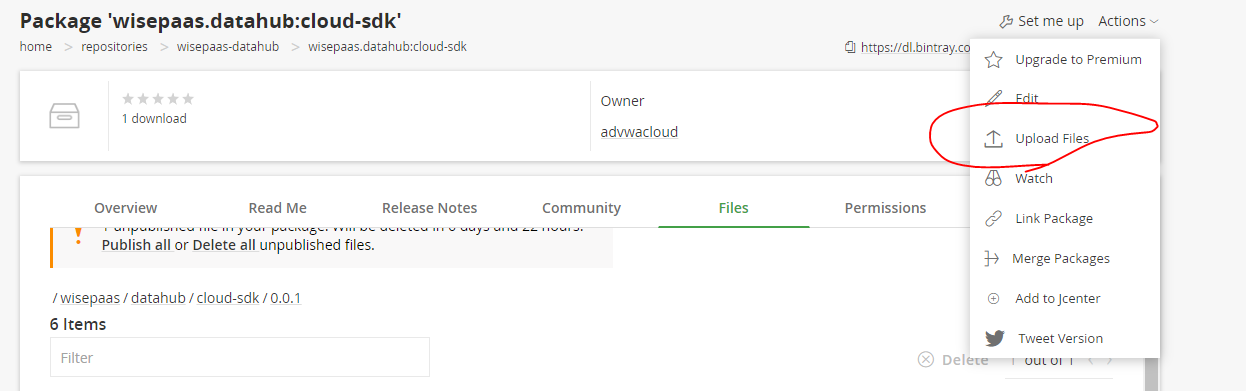 Package 'wisepaas.datahub:cloud-sdk'
Set me up Actions
home > repositories > wisepaas-datahub > wisepaas.datahub:cloud-sdk
https://dl.bintray.co
Upgrade to Premium
Edit
Upload Files
Watch
Link Package
Merge Packages
Add to Jcenter
Tweet Version
1 download
Owner
advwacloud
Overview Read Me Release Notes Community Files Permissions
1 unpublished file in your package. Will be deleted in 6 days and 22 hours.
Publish all or Delete all unpublished files.
/ wisepaas / datahub / cloud-sdk / 0.0.1
6 Items
Filter
Delete
1 out of 1